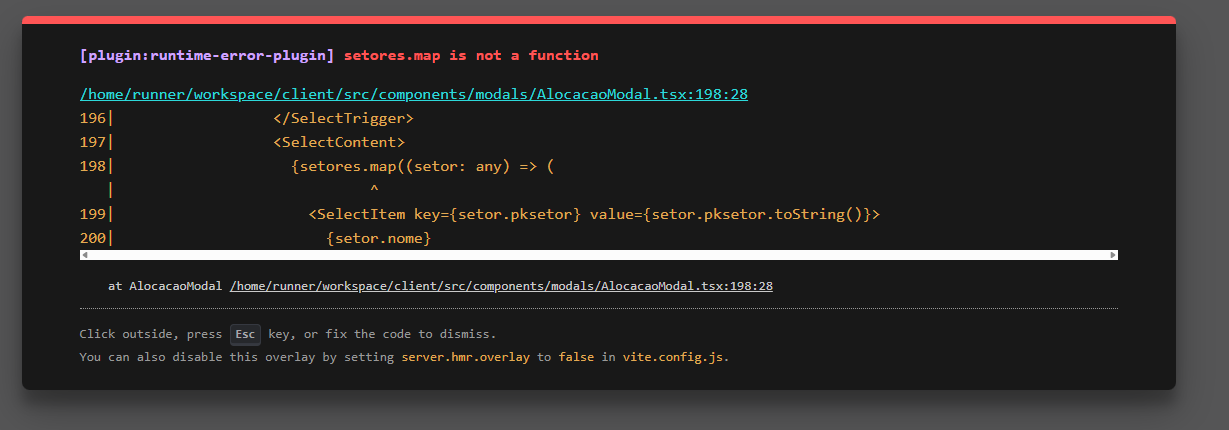 [plugin:runtime-error-plugin] setores.map is not a function
/home/runner/workspace/client/src/components/modals/AlocacaoModal.tsx:198:28
196|                  </SelectTrigger>
197|                  <SelectContent>
198|                    {setores.map((setor: any) => (
   |                             ^
199|                      <SelectItem key={setor.pksetor} value={setor.pksetor.toString()}>
200|                        {setor.nome}
at AlocacaoModal /home/runner/workspace/client/src/components/modals/AlocacaoModal.tsx:198:28
Click outside, press Esc key, or fix the code to dismiss.
You can also disable this overlay by setting server.hmr.overlay to false in vite.config.js.